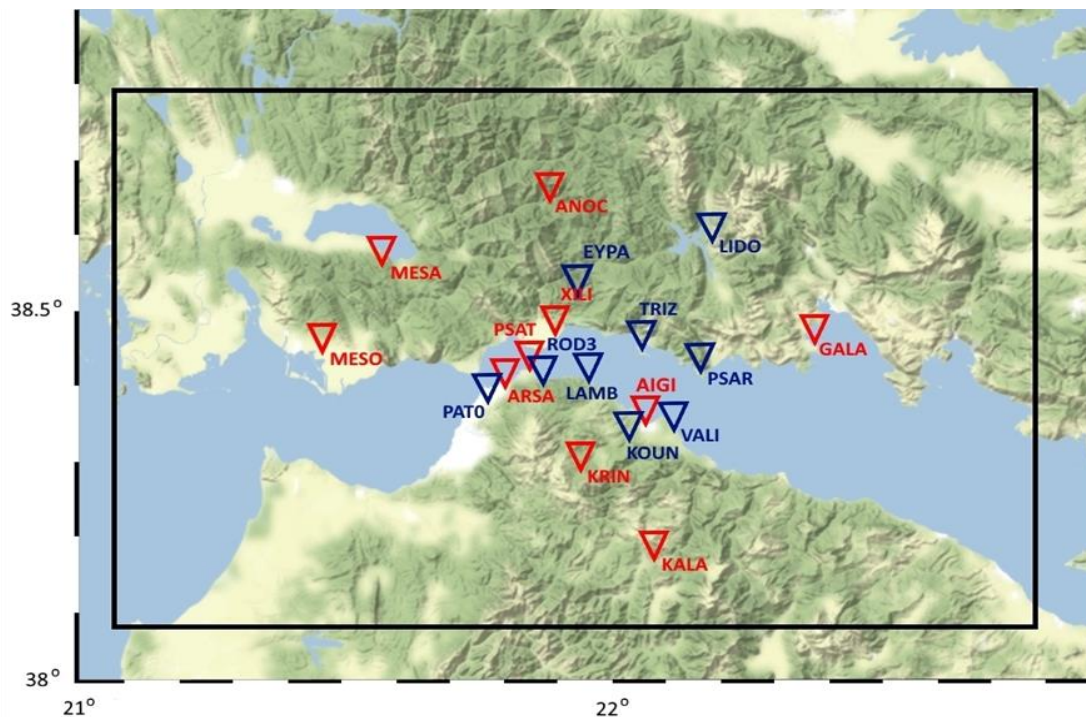 ANOC
LIDO
EYPA
MESA
XILI
38.5°
TRIZ
PSAT
ROD3
MESO
GALA
PSAR
LAMB
AIGI
ARSA
PAT0
VALI
KOUN
KRIN
KALA
38°
21°
22°